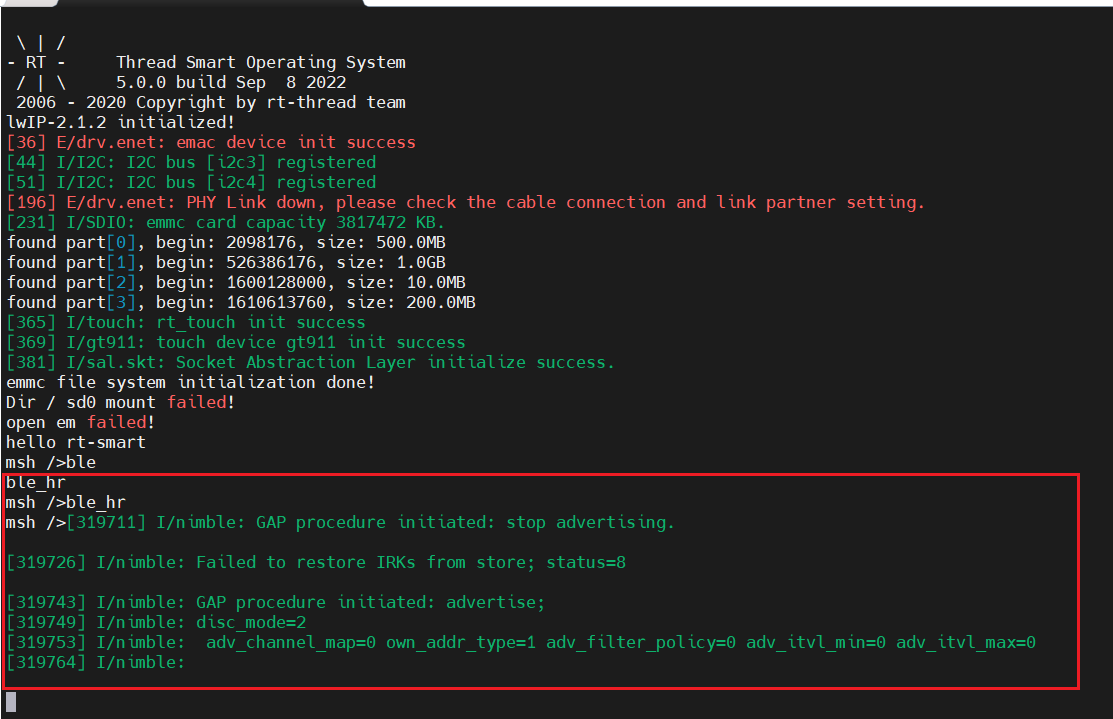 \ | /
- RT -     Thread Smart Operating System
/ | \     5.0.0 build Sep  8 2022
2006 - 2020 Copyright by rt-thread team
lwIP-2.1.2 initialized!
[36] E/drv.enet: emac device init success
[44] I/I2C: I2C bus [i2c3] registered
[51] I/I2C: I2C bus [i2c4] registered
[196] E/drv.enet: PHY Link down, please check the cable connection and link partner setting.
[231] I/SDIO: emmc card capacity 3817472 KB.
found part[0], begin: 2098176, size: 500.0MB
found part[1], begin: 526386176, size: 1.0GB
found part[2], begin: 1600128000, size: 10.0MB
found part[3], begin: 1610613760, size: 200.0MB
[365] I/touch: rt_touch init success
[369] I/gt911: touch device gt911 init success
[381] I/sal.skt: Socket Abstraction Layer initialize success.
emmc file system initialization done!
Dir / sd0 mount failed!
open em failed!
hello rt-smart
msh />ble
ble_hr
msh />ble_hr
msh />[319711] I/nimble: GAP procedure initiated: stop advertising.
[319726] I/nimble: Failed to restore IRKs from store; status=8
[319743] I/nimble: GAP procedure initiated: advertise;
[319749] I/nimble: disc_mode=2
[319753] I/nimble:  adv_channel_map=0 own_addr_type=1 adv_filter_policy=0 adv_itvl_min=0 adv_itvl_max=0
[319764] I/nimble: